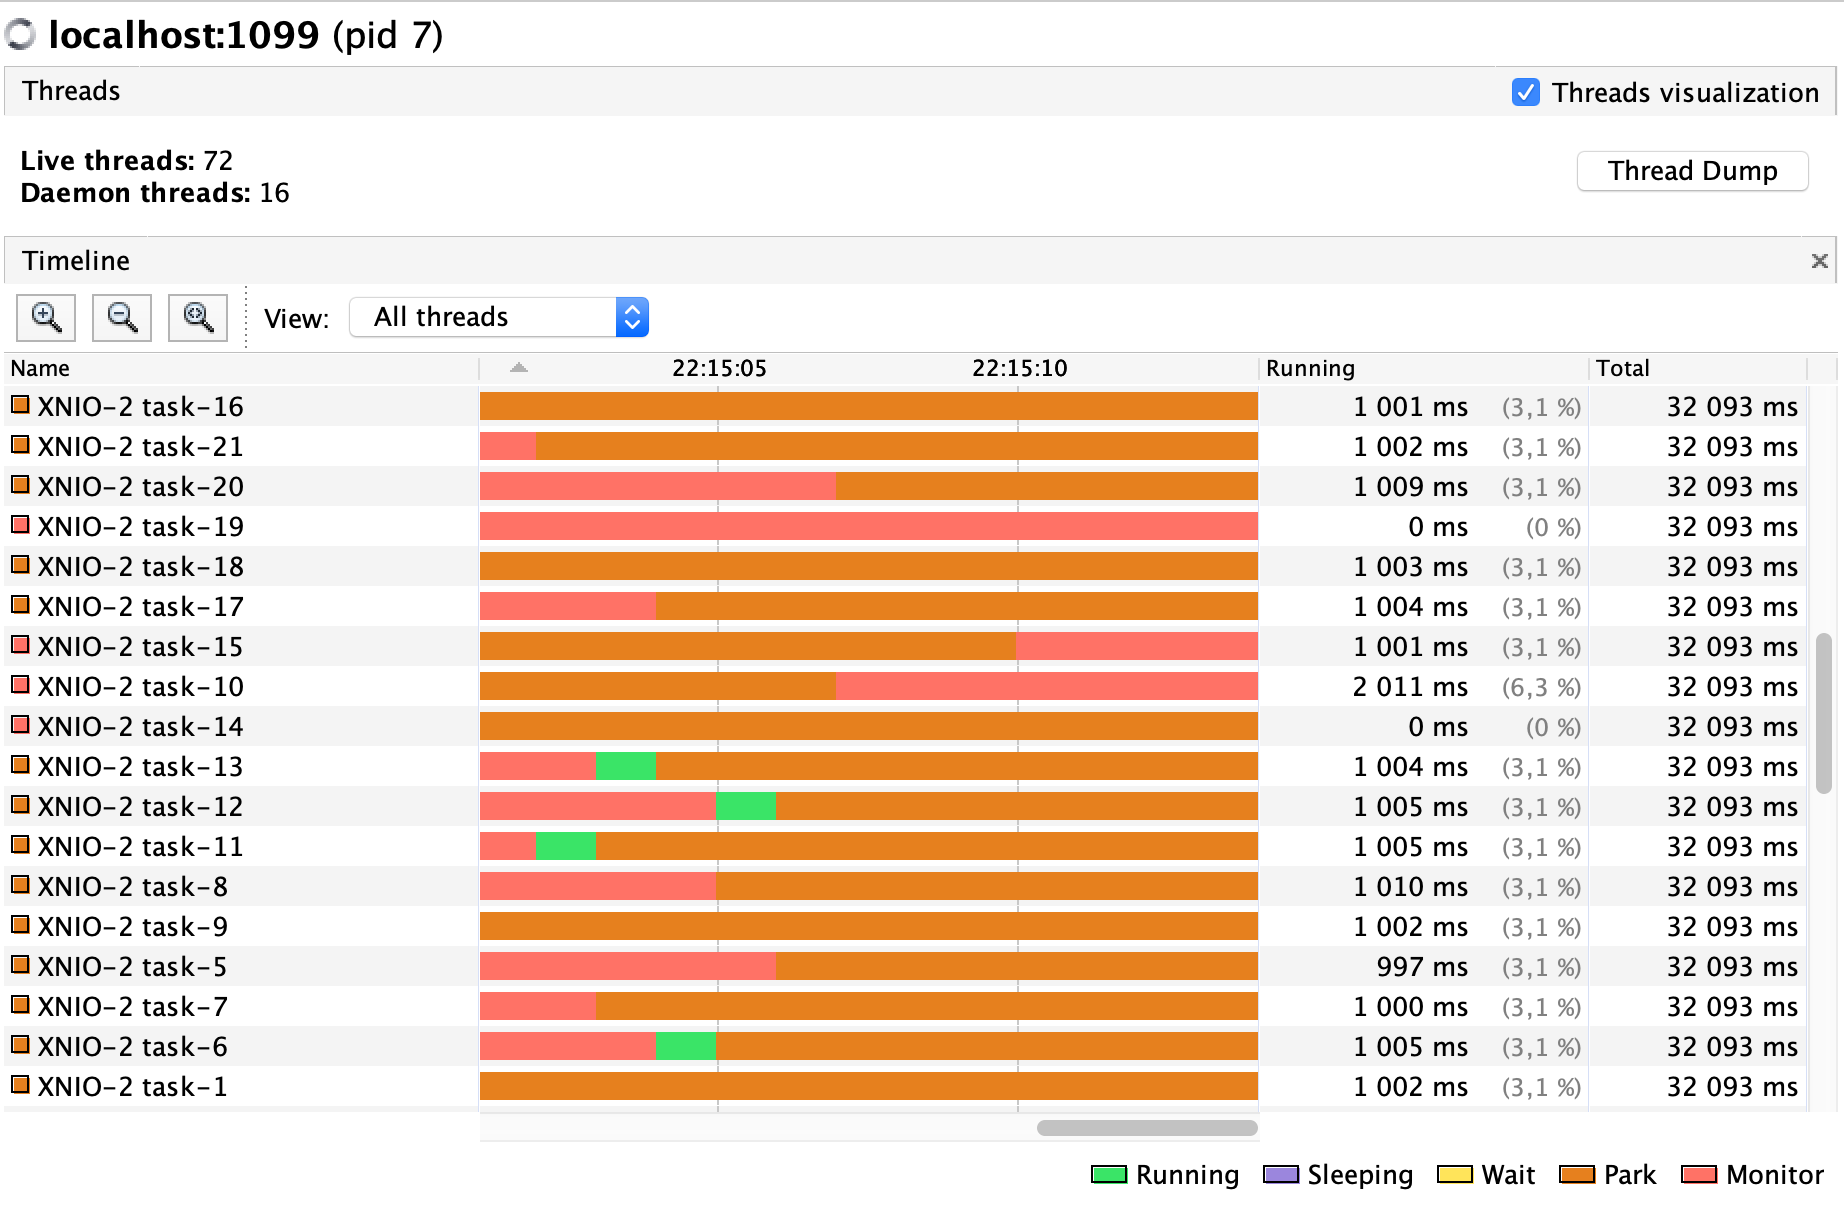 localhost:1099 (pid 7)
Threads Threads visualization
Live threads: 72
Daemon threads: 16
Thread Dump
Timeline
View: All threads
Name 22:15:05 22:15:10 Running Total
XNIO-2 task-16 1 001 ms (3,1 %) 32 093 ms
XNIO-2 task-21 1 002 ms (3,1 %) 32 093 ms
XNIO-2 task-20 1 009 ms (3,1 %) 32 093 ms
XNIO-2 task-19 0 ms (0 %) 32 093 ms
XNIO-2 task-18 1 003 ms (3,1 %) 32 093 ms
XNIO-2 task-17 1 004 ms (3,1 %) 32 093 ms
XNIO-2 task-15 1 001 ms (3,1 %) 32 093 ms
XNIO-2 task-10 2 011 ms (6,3 %) 32 093 ms
XNIO-2 task-14 0 ms (0 %) 32 093 ms
XNIO-2 task-13 1 004 ms (3,1 %) 32 093 ms
XNIO-2 task-12 1 005 ms (3,1 %) 32 093 ms
XNIO-2 task-11 1 005 ms (3,1 %) 32 093 ms
XNIO-2 task-8 1 010 ms (3,1 %) 32 093 ms
XNIO-2 task-9 1 002 ms (3,1 %) 32 093 ms
XNIO-2 task-5 997 ms (3,1 %) 32 093 ms
XNIO-2 task-7 1 000 ms (3,1 %) 32 093 ms
XNIO-2 task-6 1 005 ms (3,1 %) 32 093 ms
XNIO-2 task-1 1 002 ms (3,1 %) 32 093 ms
Running Sleeping Wait Park Monitor